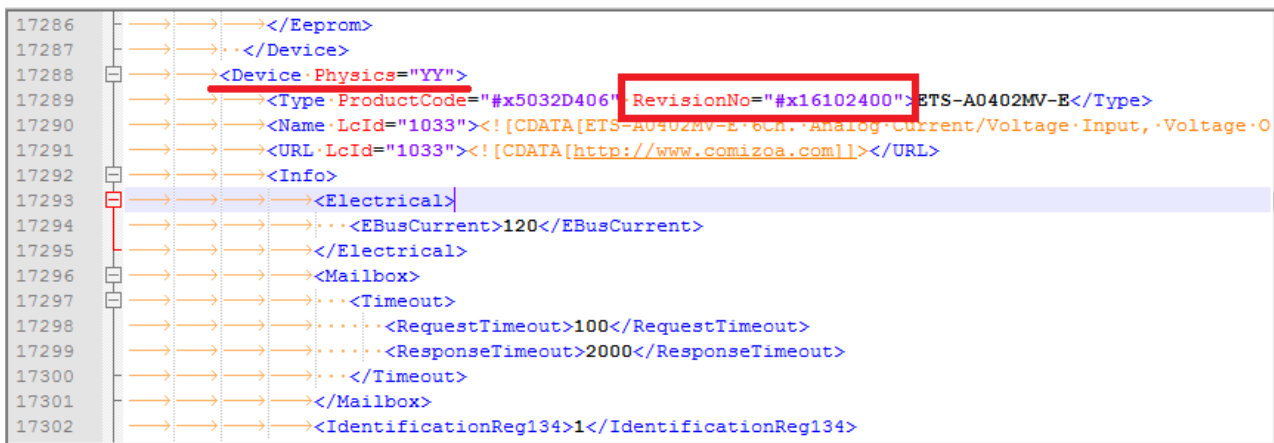 17286 </Eeprom>
17287 </Device>
17288 <Device Physics="YY">
17289 <Type ProductCode="#x5032D406" RevisionNo="#x16102400">ETS-A0402MV-E</Type>
17290 <Name LcId="1033"><![CDATA[ETS-A0402MV-E 6Ch. Analog Current/Voltage Input, Voltage O
17291 <URL LcId="1033"><![CDATA[http://www.comizoa.com]]></URL>
17292 <Info>
17293 <Electrical>
17294 <EBusCurrent>120</EBusCurrent>
17295 </Electrical>
17296 <Mailbox>
17297 <Timeout>
17298 <RequestTimeout>100</RequestTimeout>
17299 <ResponseTimeout>2000</ResponseTimeout>
17300 </Timeout>
17301 </Mailbox>
17302 <IdentificationReg134>1</IdentificationReg134>